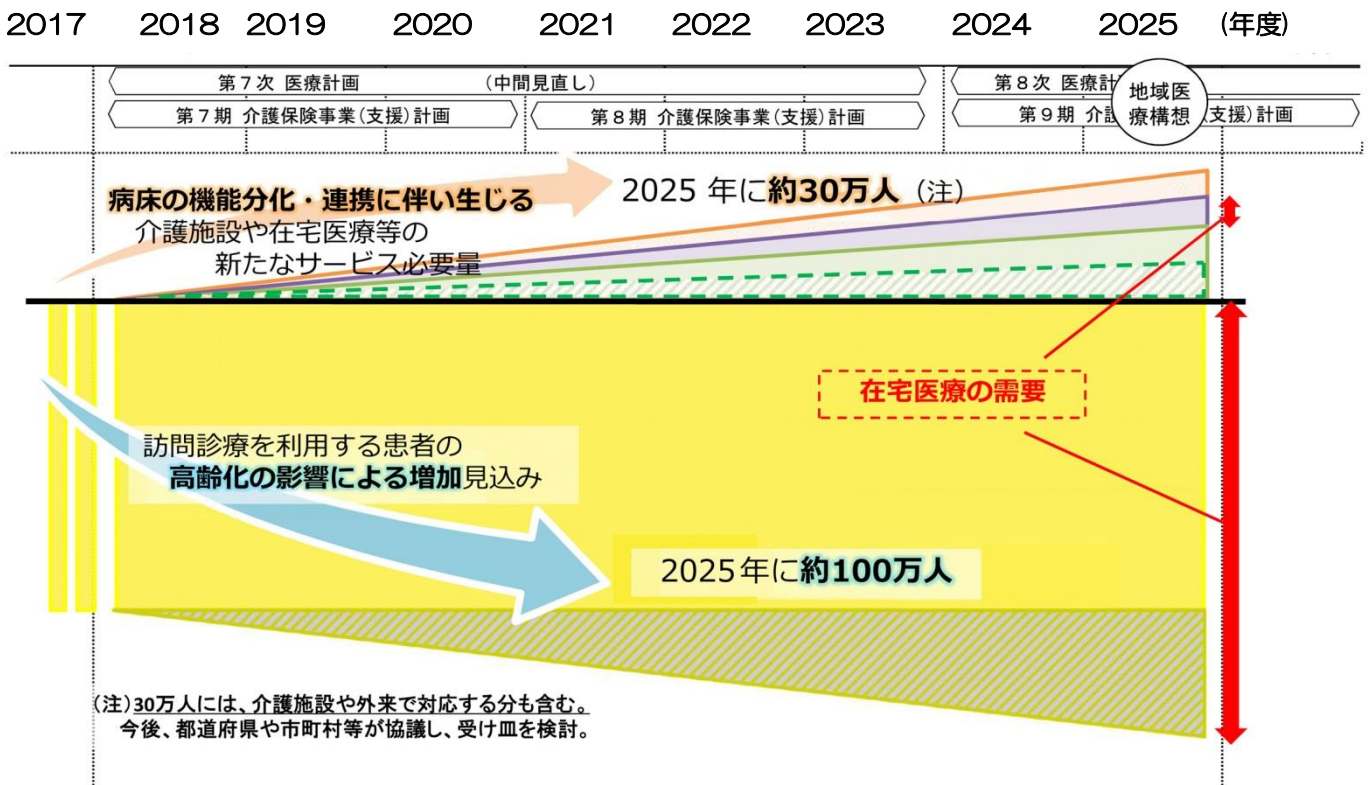 2017 2018 2019 2020 2021 2022 2023 2024 2025 (年度)
第７次 医療計画 (中間見直し) 第８次 医療計
第７期 介護保険事業(支援)計画 第８期 介護保険事業(支援)計画 第９期 介護 支援)計画
地域医
療構想
病床の機能分化・連携に伴い生じる
介護施設や在宅医療等の
新たなサービス必要量
2025 年に約30万人（注）
在宅医療の需要
訪問診療を利用する患者の
高齢化の影響による増加見込み
2025年に約100万人
(注)30万人には、介護施設や外来で対応する分も含む。
今後、都道府県や市町村等が協議し、受け皿を検討。